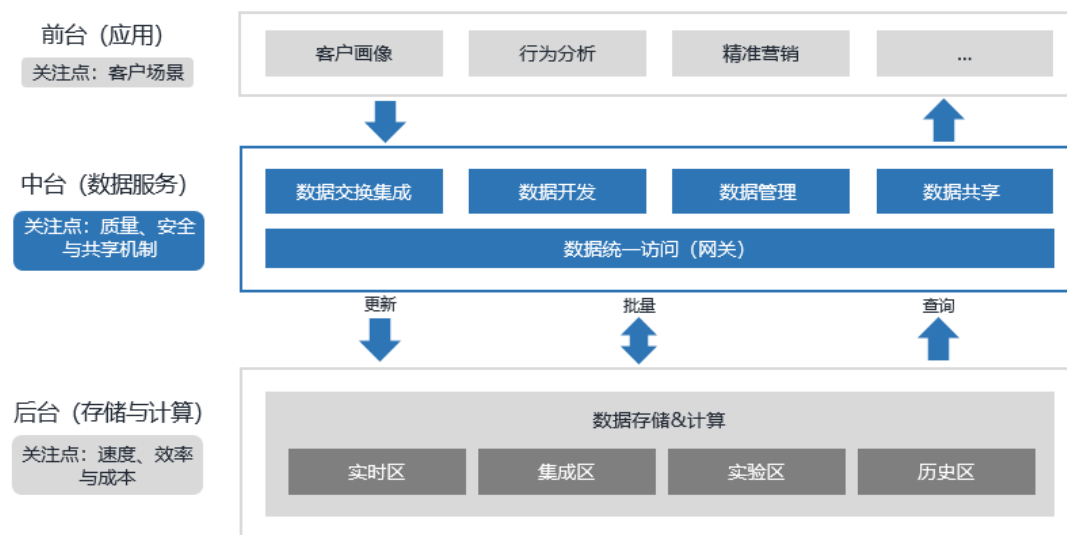 前台（应用）
关注点：客户场景
客户画像
行为分析
精准营销
...
中台（数据服务）
关注点：质量、安全
与共享机制
数据交换集成
数据开发
数据管理
数据共享
数据统一访问（网关）
更新
批量
查询
后台（存储与计算）
关注点：速度、效率
与成本
数据存储&计算
实时区
集成区
实验区
历史区